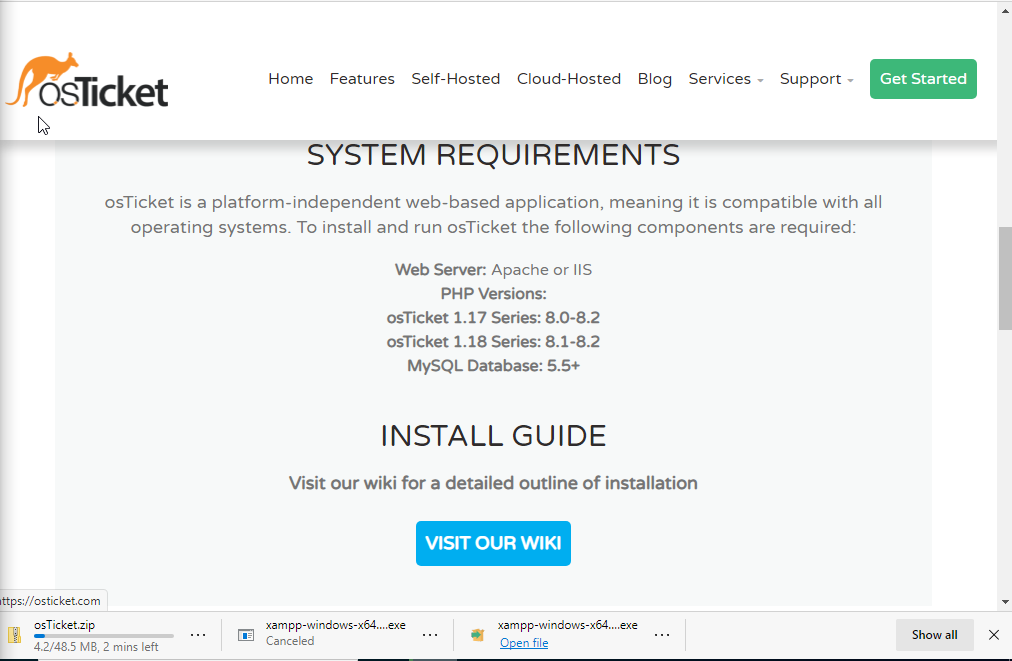 osTicket
Home Features Self-Hosted Cloud-Hosted Blog Services Support Get Started
SYSTEM REQUIREMENTS
osTicket is a platform-independent web-based application, meaning it is compatible with all
operating systems. To install and run osTicket the following components are required:
Web Server: Apache or IIS
PHP Versions:
osTicket 1.17 Series: 8.0-8.2
osTicket 1.18 Series: 8.1-8.2
MySQL Database: 5.5+
INSTALL GUIDE
Visit our wiki for a detailed outline of installation
VISIT OUR WIKI
ttps://osticket.com
osTicket.zip
4.2/48.5 MB, 2 mins left
xampp-windows-x64....exe
Canceled
xampp-windows-x64....exe
Open file
Show all